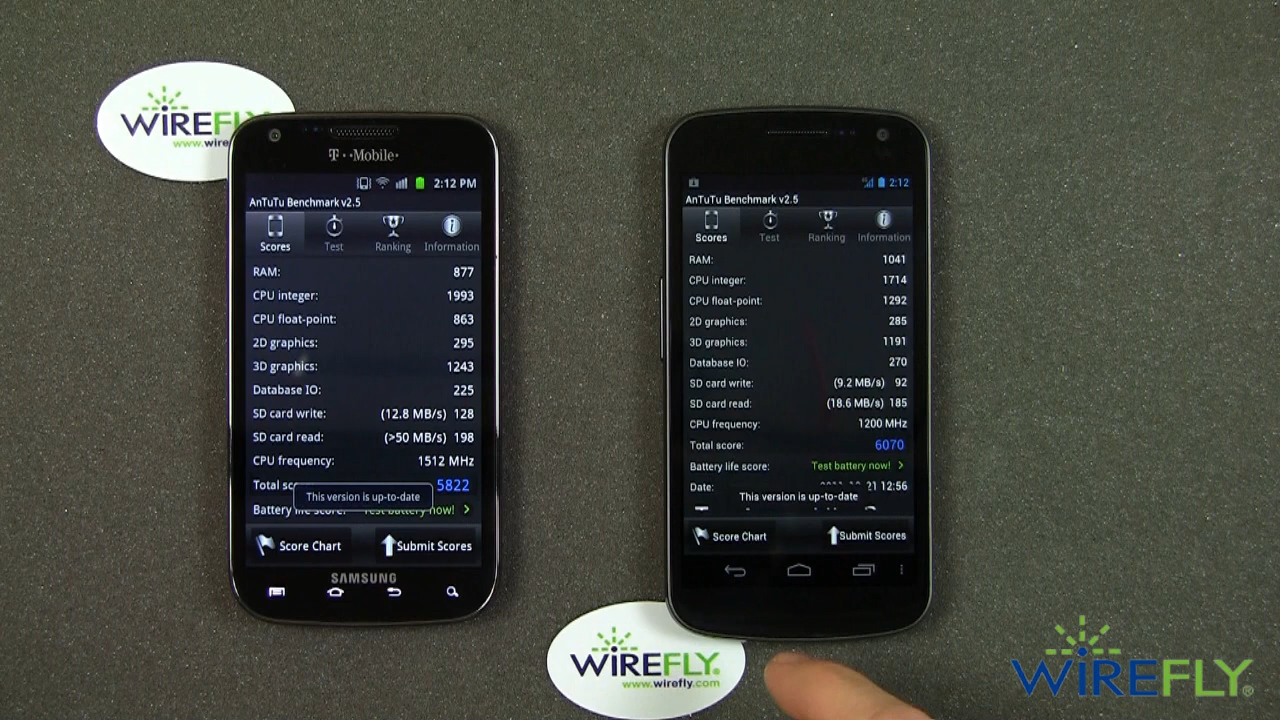 WIREFLY
www.wire
T··Mobile·
2:12 PM
AnTuTu Benchmark v2.5
Scores Test Ranking Information
RAM: 877
CPU integer: 1993
CPU float-point: 863
2D graphics: 295
3D graphics: 1243
Database IO: 225
SD card write: (12.8 MB/s) 128
SD card read: (>50 MB/s) 198
CPU frequency: 1512 MHz
Total sc 5822
This version is up-to-date
Battery life score: Test battery now! >
Score Chart Submit Scores
SAMSUNG
2:12
AnTuTu Benchmark v2.5
Scores Test Ranking Information
RAM: 1041
CPU integer: 1714
CPU float-point: 1292
2D graphics: 285
3D graphics: 1191
Database IO: 270
SD card write: (9.2 MB/s) 92
SD card read: (18.6 MB/s) 185
CPU frequency: 1200 MHz
Total score: 6070
Battery life score: Test battery now! >
Date: 21 12:56
This version is up-to-date
Score Chart Submit Scores
WIREFLY.
www.wirefly.com
WIREFLY®